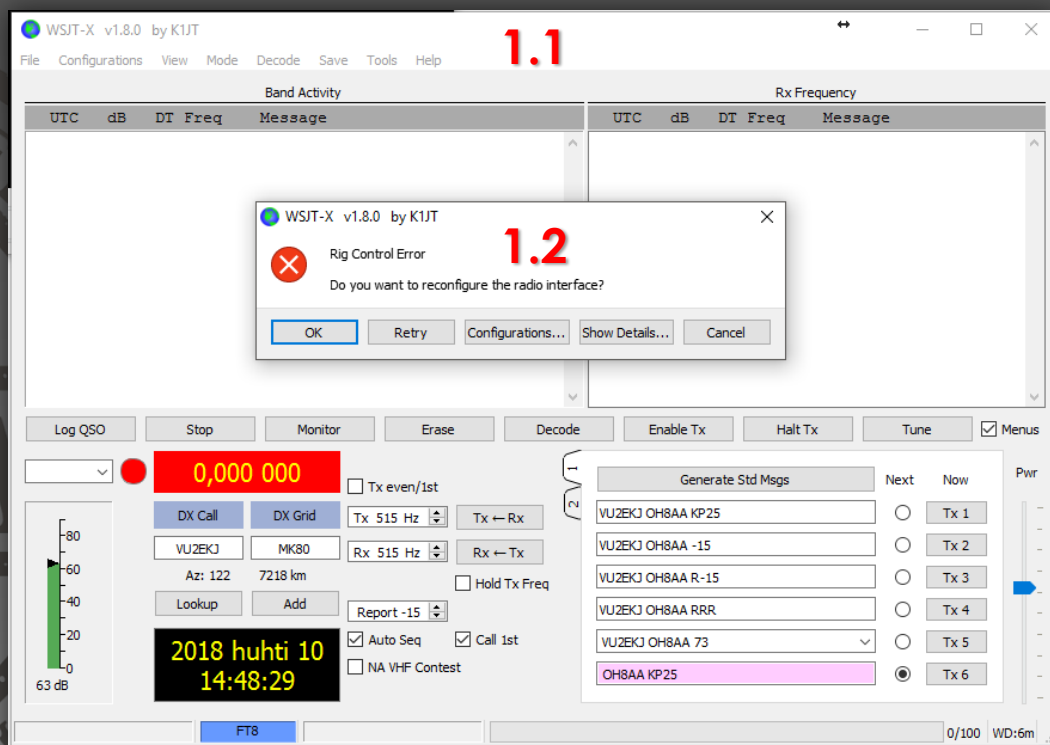 WSJT-X v1.8.0 by K1JT
1.1
File Configurations View Mode Decode Save Tools Help
Band Activity
Rx Frequency
UTC dB DT Freq Message
UTC dB DT Freq Message
WSJT-X v1.8.0 by K1JT
1.2
Rig Control Error
Do you want to reconfigure the radio interface?
OK Retry Configurations... Show Details... Cancel
Log QSO Stop Monitor Erase Decode Enable Tx Halt Tx Tune Menus
0,000 000
Tx even/1st
DX Call DX Grid
Tx 515 Hz Tx ← Rx
VU2EKJ MK80
Rx 515 Hz Rx ← Tx
Az: 122 7218 km
Hold Tx Freq
Lookup Add
Report -15
Auto Seq Call 1st
NA VHF Contest
2018 huhti 10
14:48:29
80
60
40
20
0
63 dB
1
2
Generate Std Msgs Next Now
VU2EKJ OH8AA KP25 Tx 1
VU2EKJ OH8AA -15 Tx 2
VU2EKJ OH8AA R-15 Tx 3
VU2EKJ OH8AA RRR Tx 4
VU2EKJ OH8AA 73 Tx 5
OH8AA KP25 Tx 6
Pwr
FT8
0/100 WD:6m